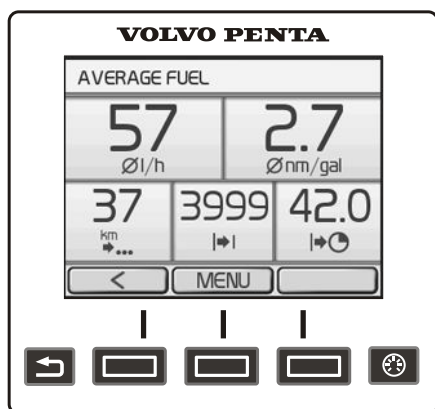 VOLVO PENTA
AVERAGE FUEL
57 2.7
Øl/h Ønm/gal
37 3999 42.0
km
...
< MENU